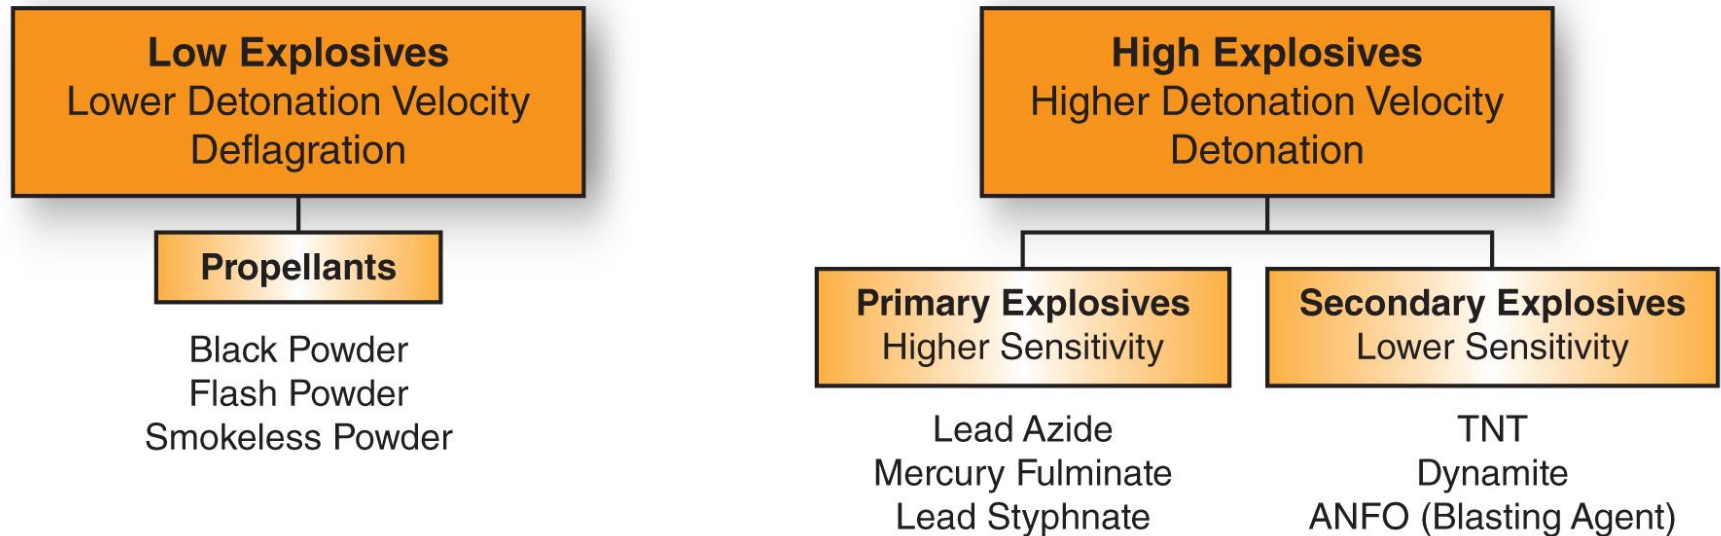 Low Explosives
Lower Detonation Velocity
Deflagration
Propellants
Black Powder
Flash Powder
Smokeless Powder
High Explosives
Higher Detonation Velocity
Detonation
Primary Explosives
Higher Sensitivity
Lead Azide
Mercury Fulminate
Lead Styphnate
Secondary Explosives
Lower Sensitivity
TNT
Dynamite
ANFO (Blasting Agent)